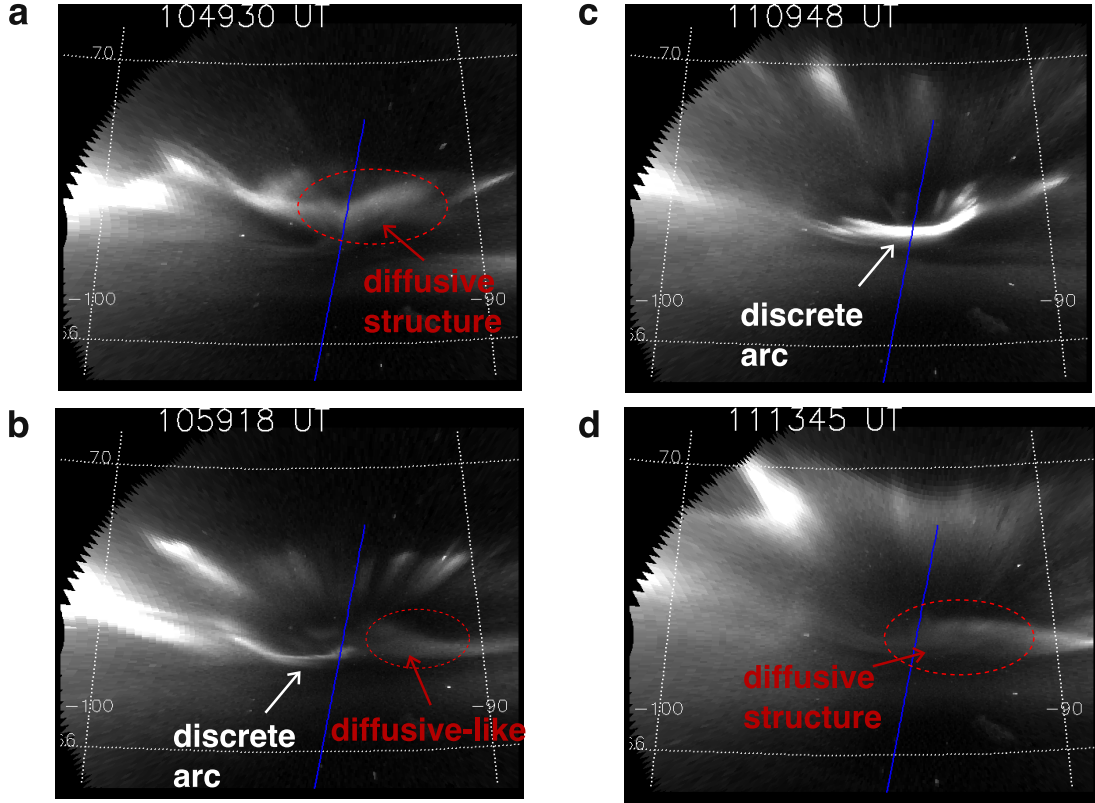 a
104930 UT
70
diffusive
structure
-100
-90
66
b
105918 UT
70
-100
-90
66
discrete
arc
diffusive-like
c
110948 UT
70
-100
-90
66
discrete
arc
d
111345 UT
70
diffusive
structure
-100
-90
66